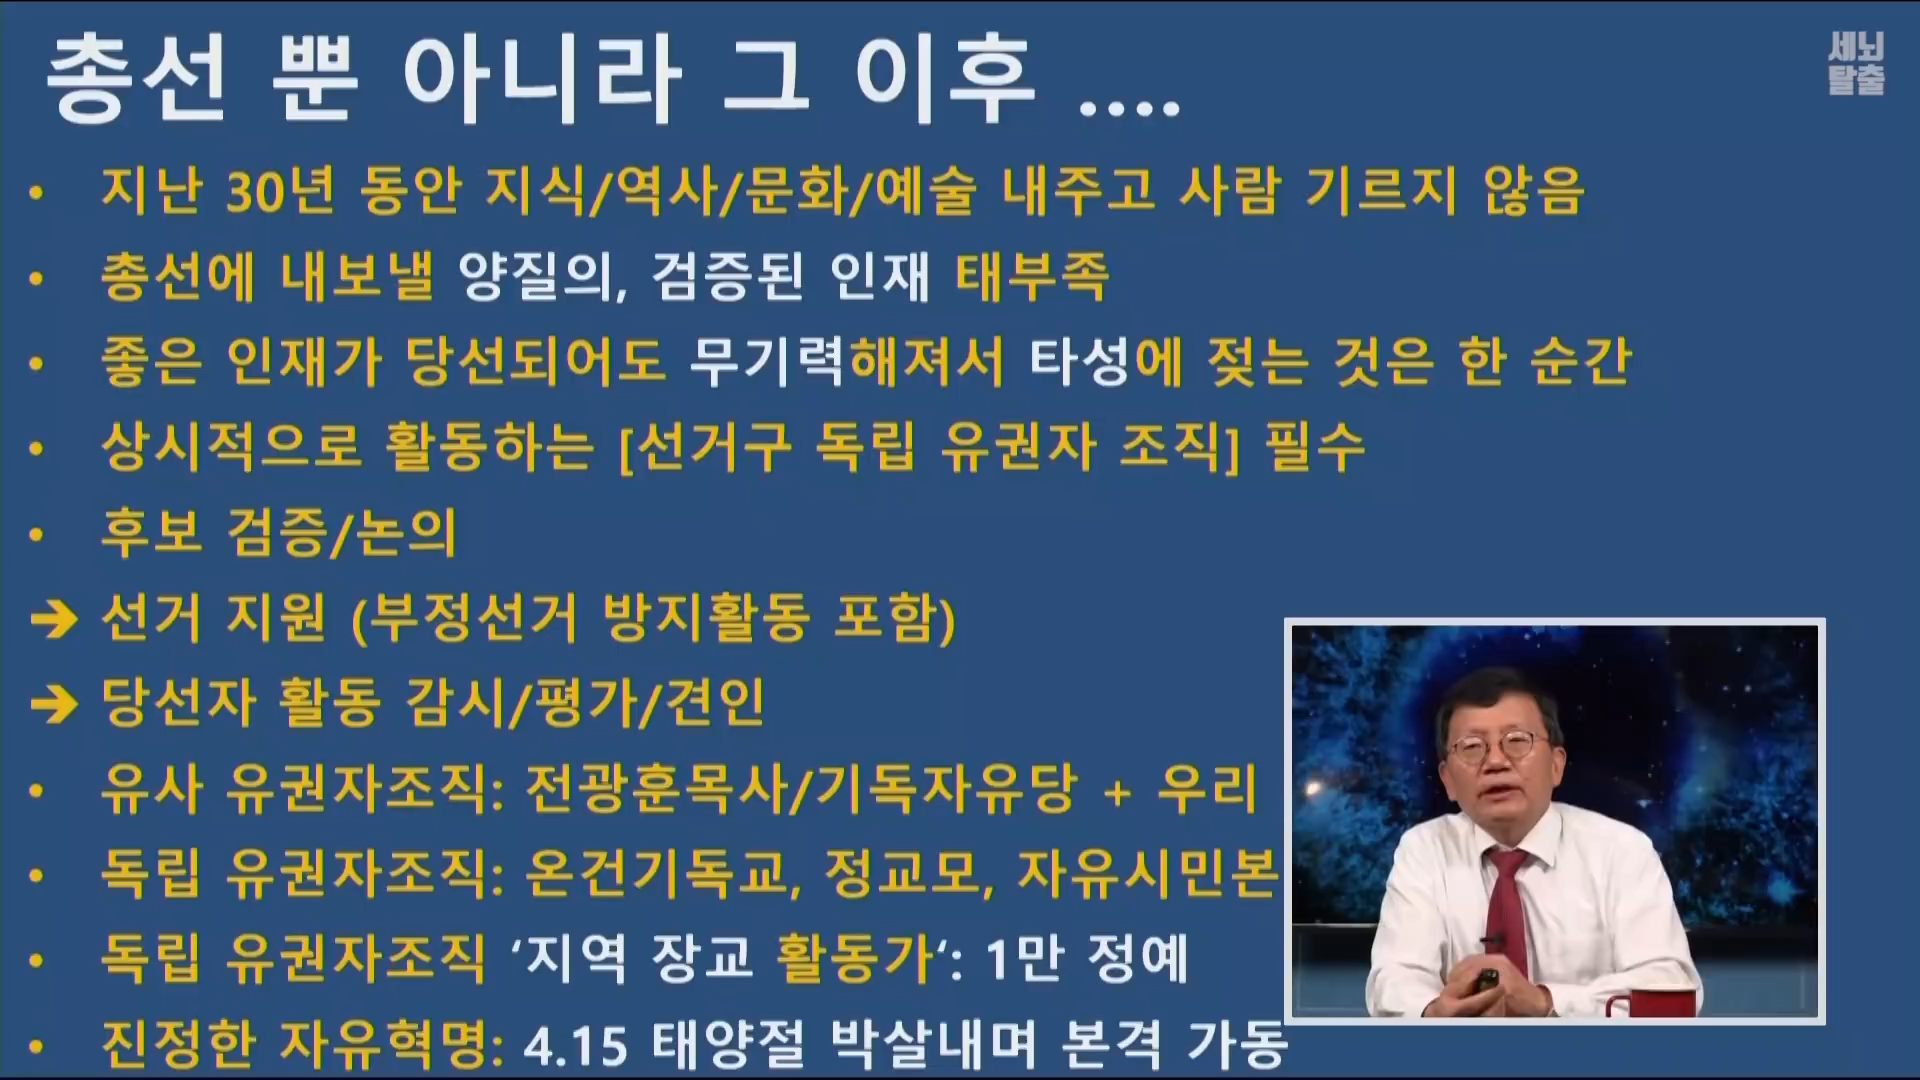 총선 뿐 아니라 그 이후 ....
세뇌
탈출
• 지난 30년 동안 지식/역사/문화/예술 내주고 사람 기르지 않음
• 총선에 내보낼 양질의, 검증된 인재 태부족
• 좋은 인재가 당선되어도 무기력해져서 타성에 젖는 것은 한 순간
• 상시적으로 활동하는 [선거구 독립 유권자 조직] 필수
• 후보 검증/논의
➔ 선거 지원 (부정선거 방지활동 포함)
➔ 당선자 활동 감시/평가/견인
• 유사 유권자조직: 전광훈목사/기독자유당 + 우리
• 독립 유권자조직: 온건기독교, 정교모, 자유시민본
• 독립 유권자조직 ‘지역 장교 활동가‘: 1만 정예
• 진정한 자유혁명: 4.15 태양절 박살내며 본격 가동